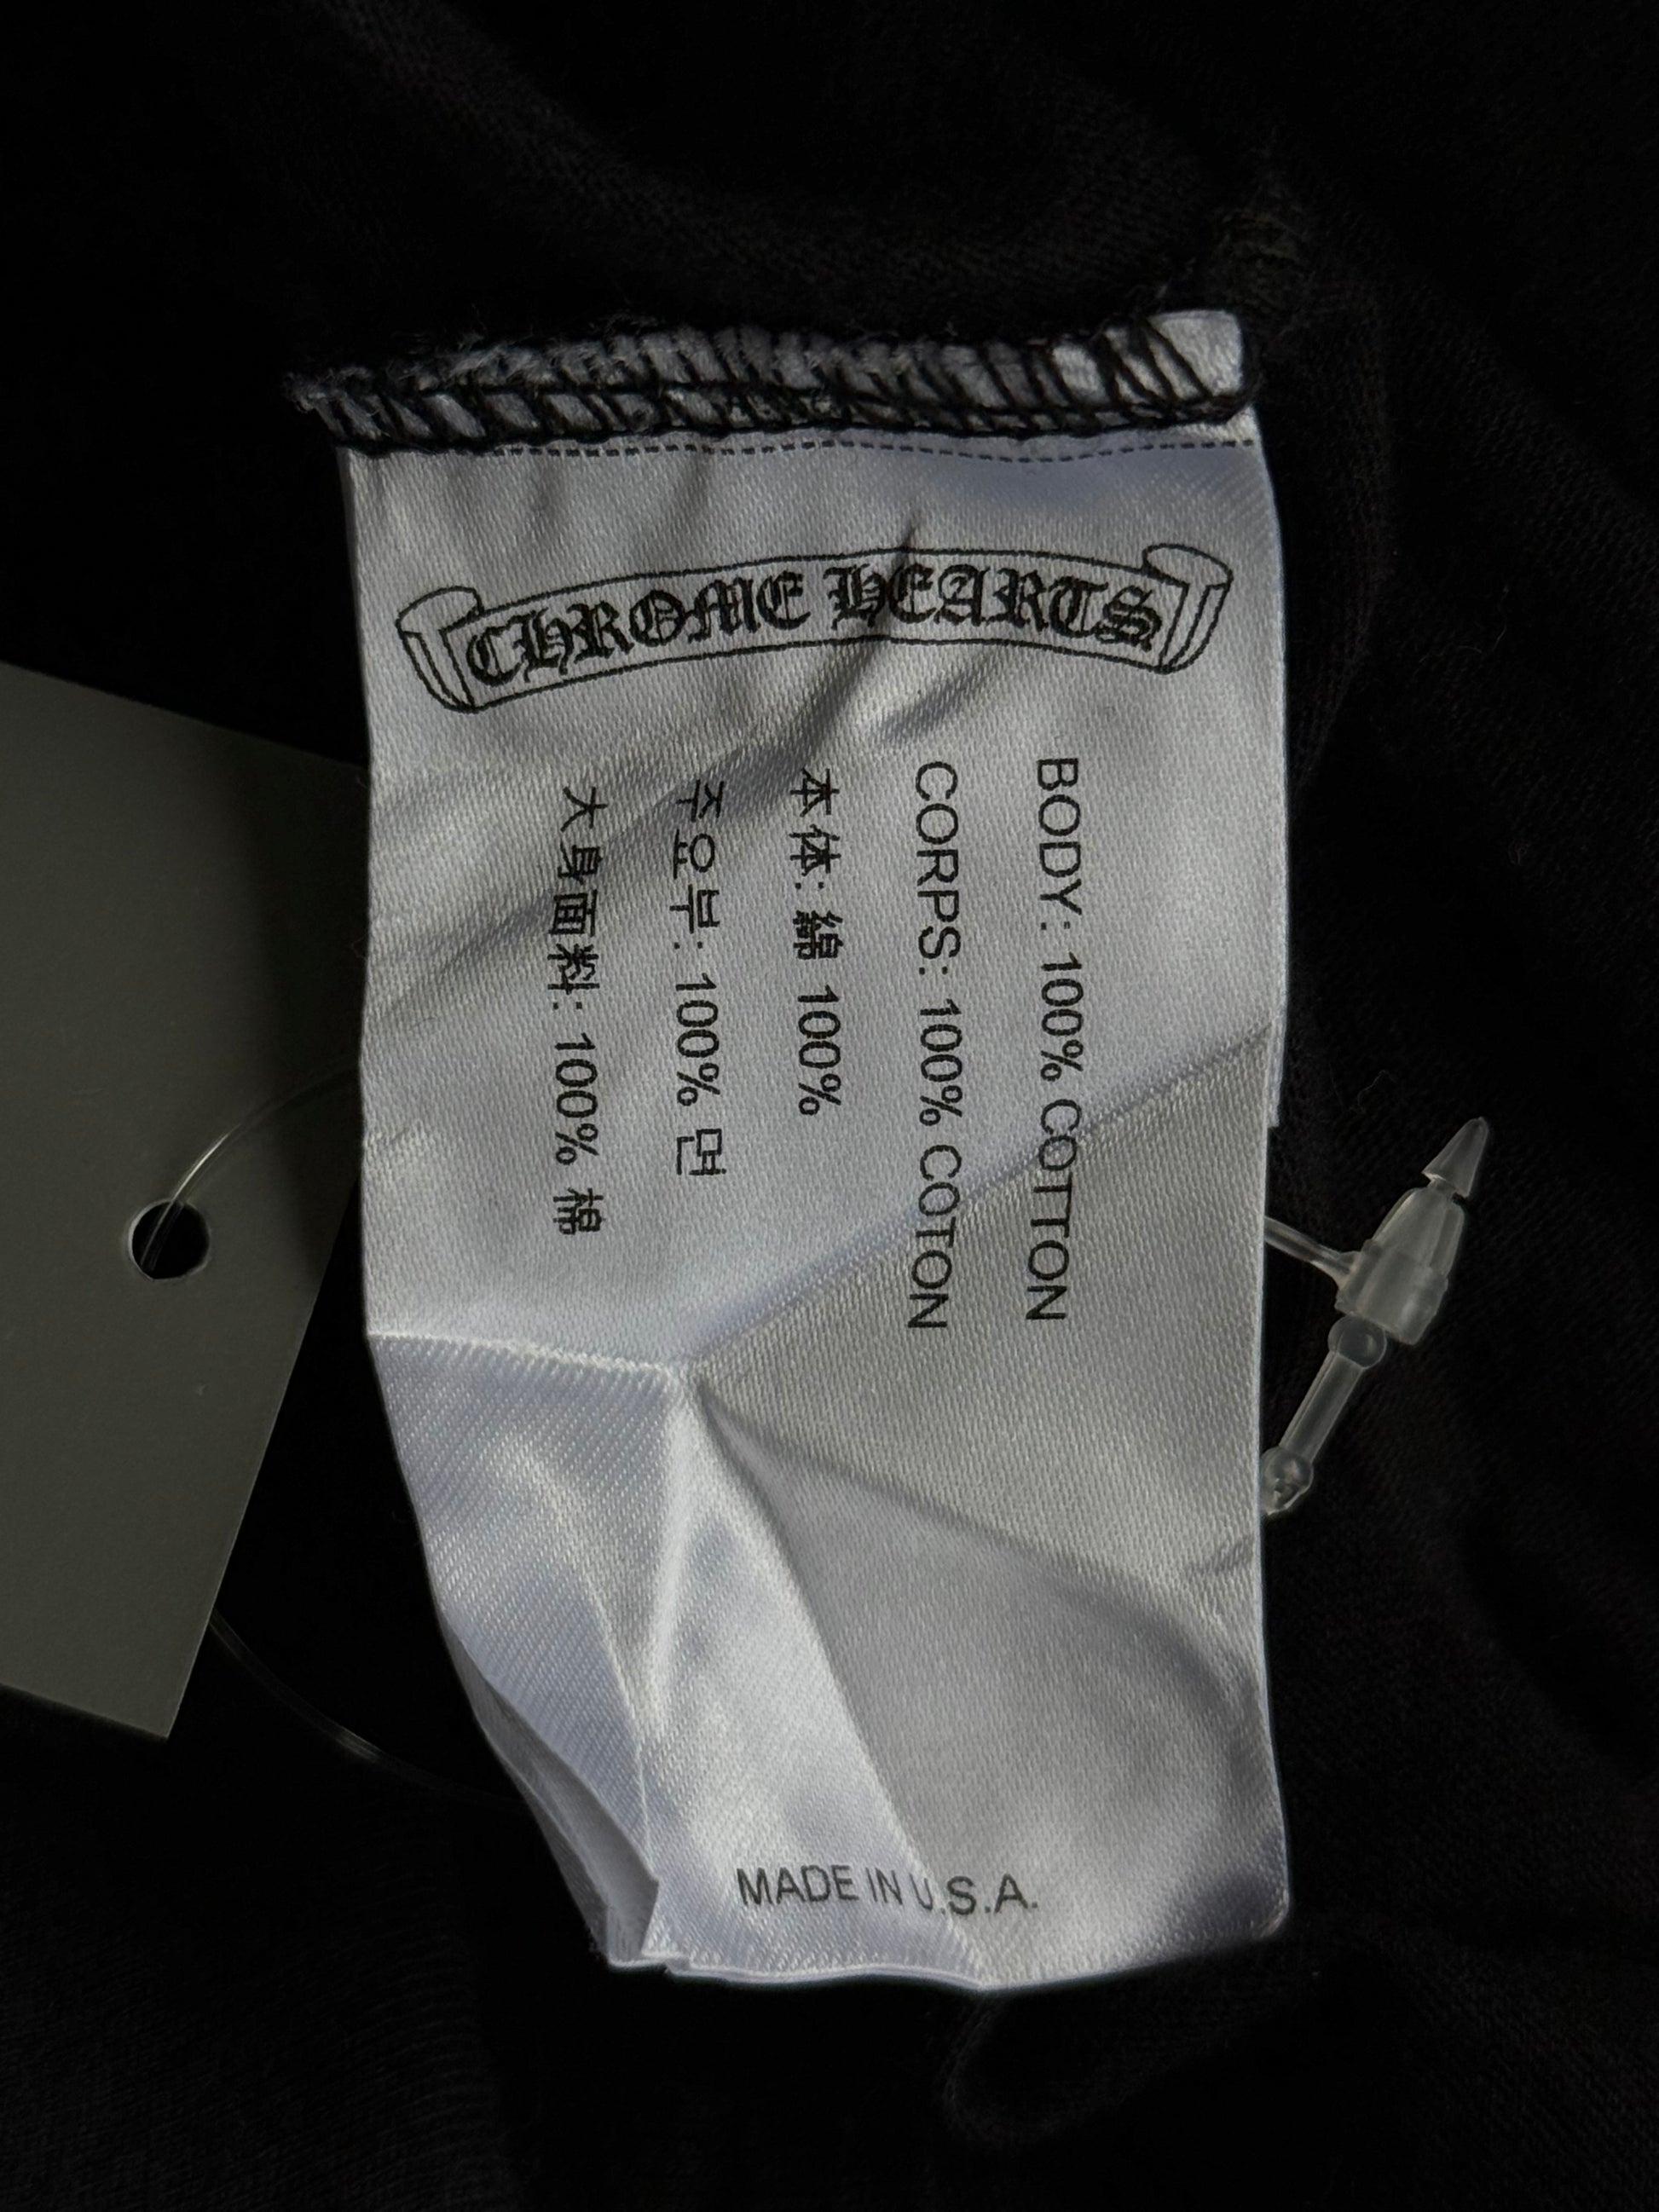 CHROME HEARTS
BODY: 100% COTTON
CORPS: 100% COTON
本体: 綿 100%
주요부: 100% 면
大身面料: 100% 棉
MADE IN U.S.A.